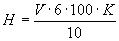 H = V · 6 · 100 · K / 10